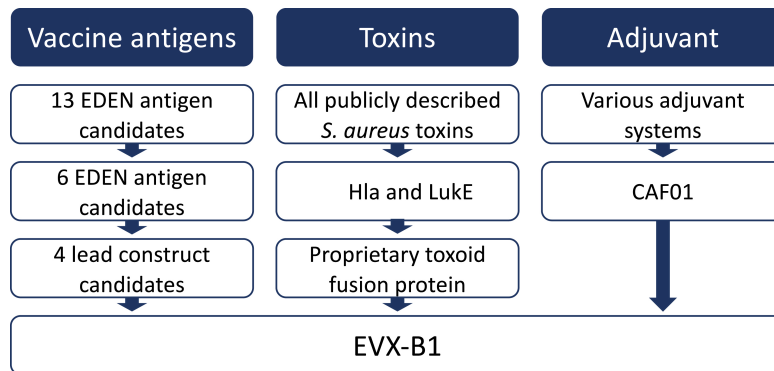 Vaccine antigens
Toxins
Adjuvant
13 EDEN antigen
candidates
All publicly described
S. aureus toxins
Various adjuvant
systems
6 EDEN antigen
candidates
Hla and LukE
CAF01
4 lead construct
candidates
Proprietary toxoid
fusion protein
EVX-B1